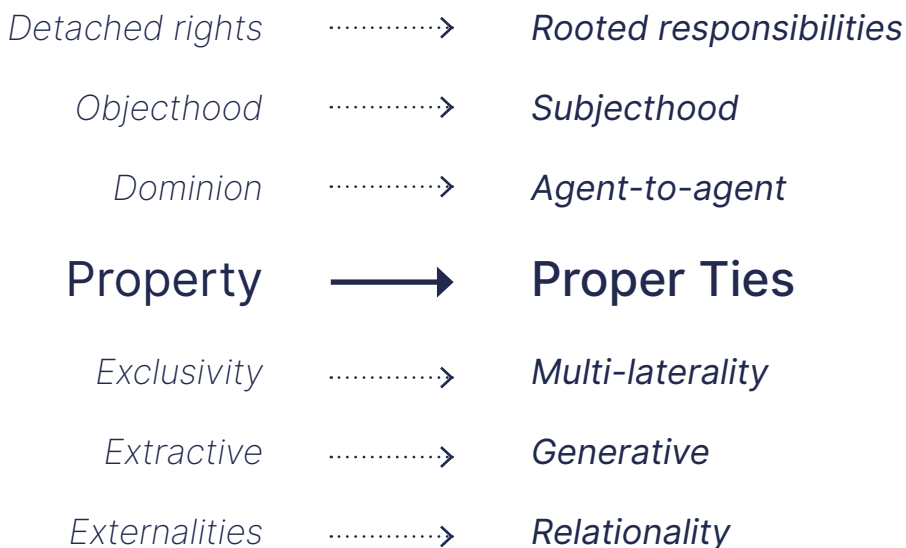 Detached rights Rooted responsibilities
Objecthood Subjecthood
Dominion Agent-to-agent
Property Proper Ties
Exclusivity Multi-laterality
Extractive Generative
Externalities Relationality